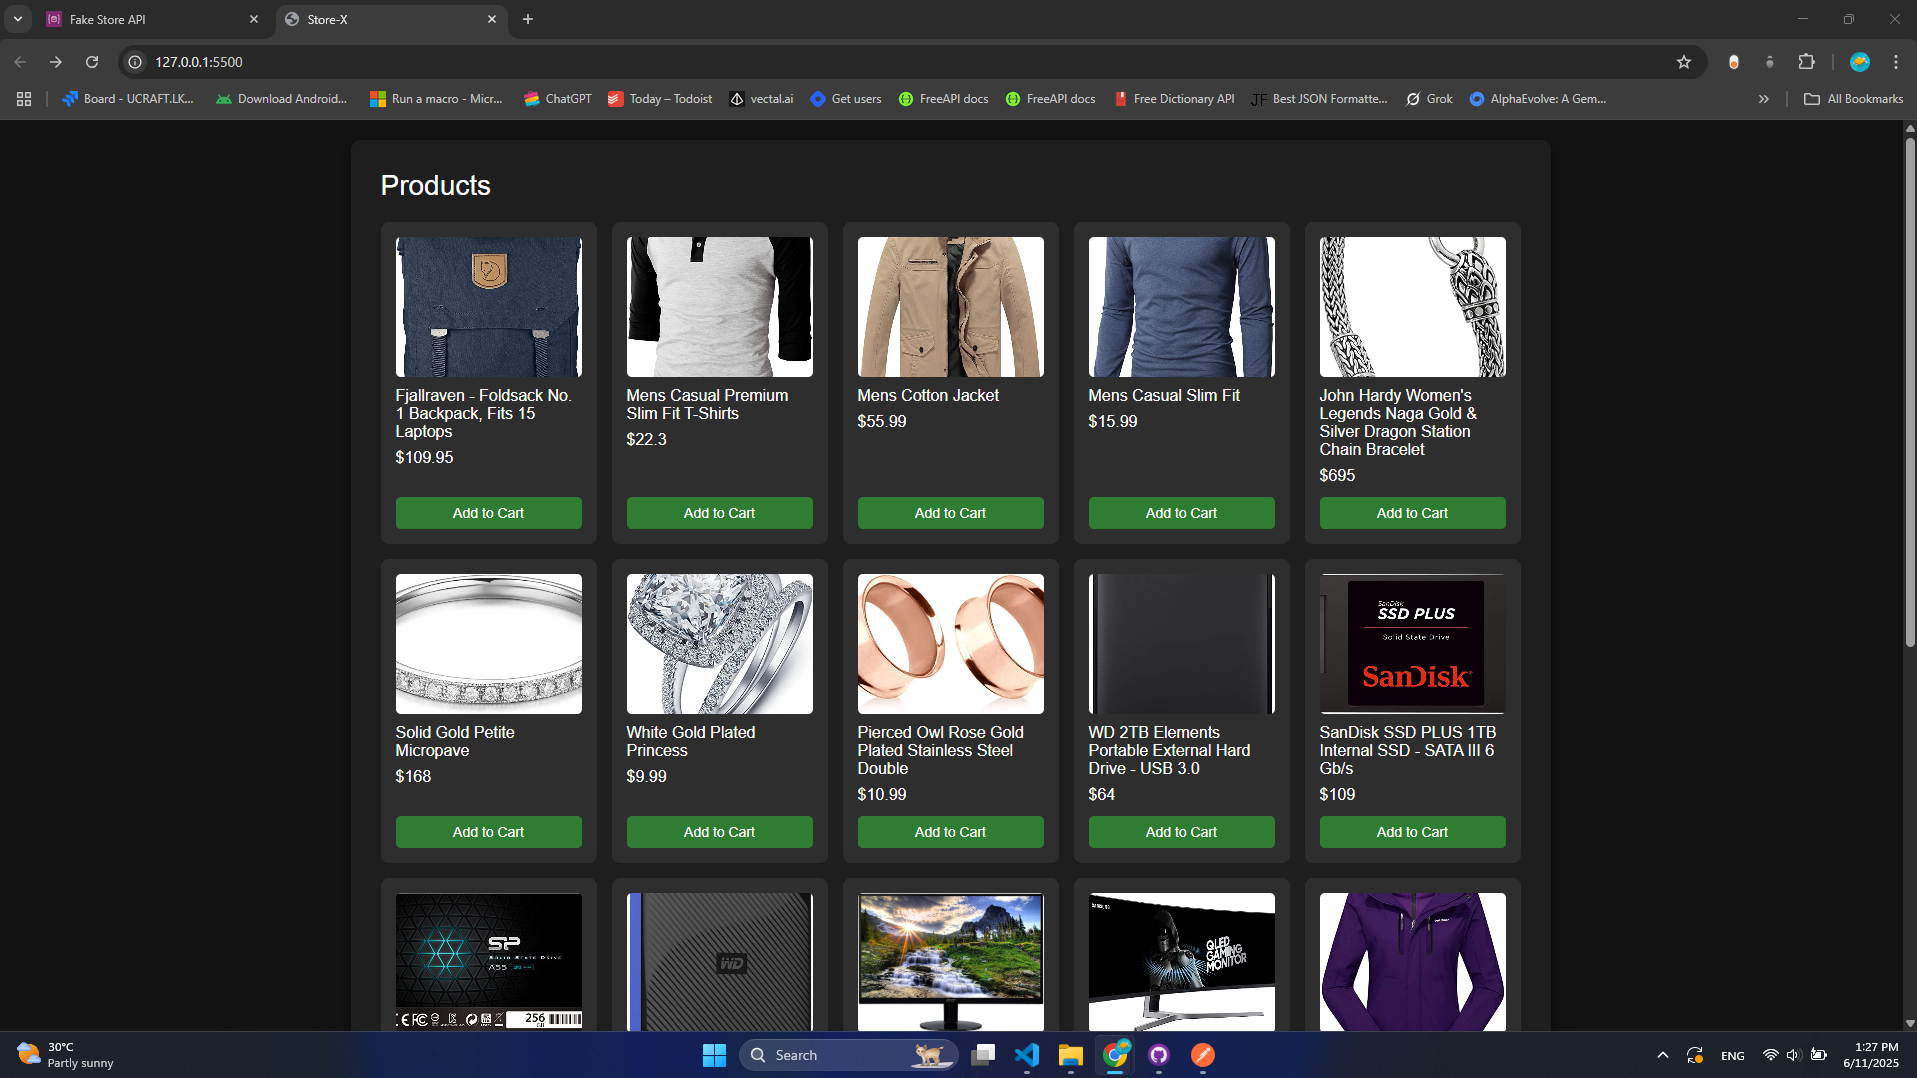 Fake Store API
Store-X
127.0.0.1:5500
Board - UCRAFT.LK...
Download Android...
Run a macro - Micr...
ChatGPT
Today – Todoist
vectal.ai
Get users
FreeAPI docs
FreeAPI docs
Free Dictionary API
JF
Best JSON Formatte...
Grok
AlphaEvolve: A Gem...
All Bookmarks
Products
Fjallraven - Foldsack No.
1 Backpack, Fits 15
Laptops
$109.95
Add to Cart
Mens Casual Premium
Slim Fit T-Shirts
$22.3
Add to Cart
Mens Cotton Jacket
$55.99
Add to Cart
Mens Casual Slim Fit
$15.99
Add to Cart
John Hardy Women's
Legends Naga Gold &
Silver Dragon Station
Chain Bracelet
$695
Add to Cart
Solid Gold Petite
Micropave
$168
Add to Cart
White Gold Plated
Princess
$9.99
Add to Cart
Pierced Owl Rose Gold
Plated Stainless Steel
Double
$10.99
Add to Cart
WD 2TB Elements
Portable External Hard
Drive - USB 3.0
$64
Add to Cart
SanDisk
SSD PLUS
Solid State Drive
SanDisk
SanDisk SSD PLUS 1TB
Internal SSD - SATA III 6
Gb/s
$109
Add to Cart
SP
SOLID STATE DRIVE
A55
256
GB
WD
QLED
GAMING
MONITOR
30°C
Partly sunny
Search
ENG
1:27 PM
6/11/2025